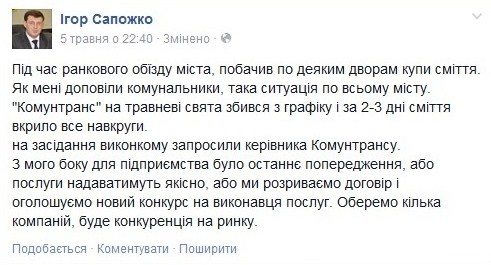 Ігор Сапожко
5 травня о 22:40 · Змінено ·
Під час ранкового обїзду міста, побачив по деяким дворам купи сміття.
Як мені доповіли комунальники, така ситуація по всьому місту.
"Комунтранс" на травневі свята збився з графіку і за 2-3 дні сміття
вкрило все навкруги.
на засідання виконкому запросили керівника Комунтрансу.
З мого боку для підприємства було останнє попередження, або
послуги надаватимуть якісно, або ми розриваємо договір і
оголошуємо новий конкурс на виконавця послуг. Оберемо кілька
компаній, буде конкуренція на ринку.
Подобається · Коментувати · Поширити